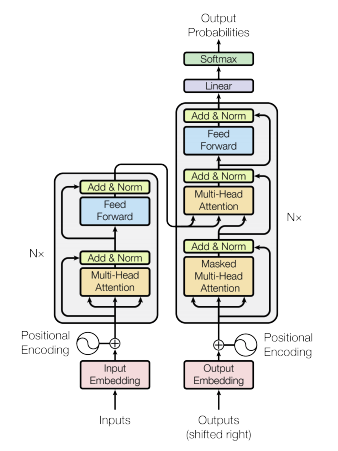 Output
Probabilities
Softmax
Linear
Add & Norm
Feed
Forward
Add & Norm
Multi-Head
Attention
Add & Norm
Masked
Multi-Head
Attention
N×
Positional
Encoding
Output
Embedding
Outputs
(shifted right)
Add & Norm
Feed
Forward
Add & Norm
Multi-Head
Attention
N×
Positional
Encoding
Input
Embedding
Inputs